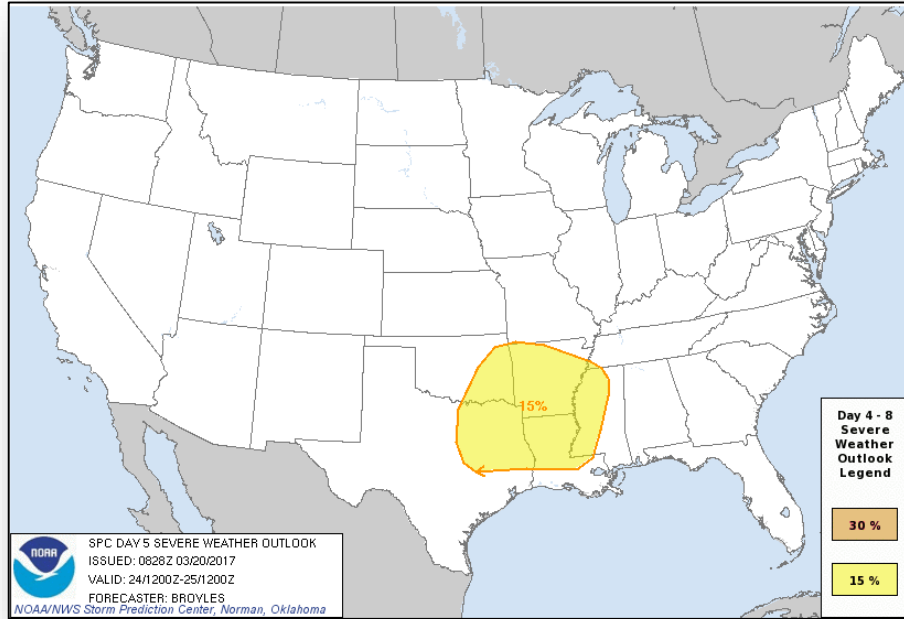 15%
Day 4 - 8
Severe
Weather
Outlook
Legend
30 %
15 %
NOAA
SPC DAY 5 SEVERE WEATHER OUTLOOK
ISSUED: 0828Z 03/20/2017
VALID: 24/1200Z-25/1200Z
FORECASTER: BROYLES
NOAA/NWS Storm Prediction Center, Norman, Oklahoma